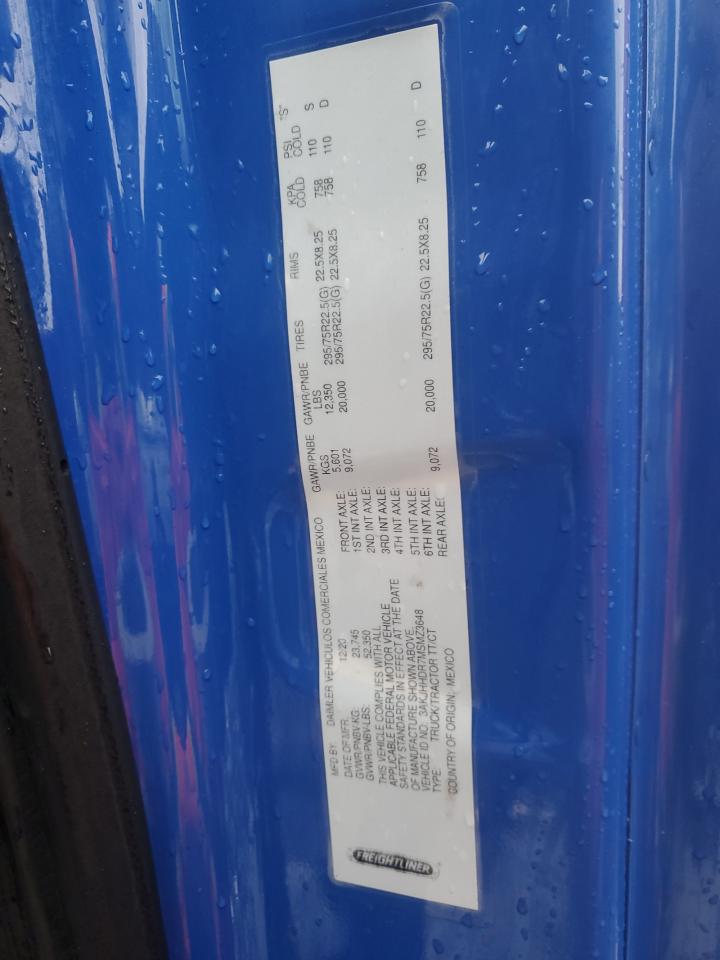 FREIGHTLINER
MFD BY: DAIMLER VEHICULOS COMERCIALES MEXICO
DATE OF MFR: 12/20
GVWR/PNBV-KG: 23,745
GVWR/PNBV-LBS: 52,350
THIS VEHICLE COMPLIES WITH ALL
APPLICABLE FEDERAL MOTOR VEHICLE
SAFETY STANDARDS IN EFFECT AT THE DATE
OF MANUFACTURE SHOWN ABOVE.
VEHICLE ID NO: 3AKJHHDR7MSMZ3648
TYPE: TRUCK/TRACTOR TT/CT
COUNTRY OF ORIGIN: MEXICO
GAWR/PNBE GAWR/PNBE TIRES RIMS KPA PSI "S"
KGS LBS COLD COLD
FRONT AXLE: 5,601 12,350 295/75R22.5(G) 22.5X8.25 758 110 S
1ST INT AXLE: 9,072 20,000 295/75R22.5(G) 22.5X8.25 758 110 D
2ND INT AXLE:
3RD INT AXLE:
4TH INT AXLE:
5TH INT AXLE:
6TH INT AXLE:
REAR AXLE: 9,072 20,000 295/75R22.5(G) 22.5X8.25 758 110 D